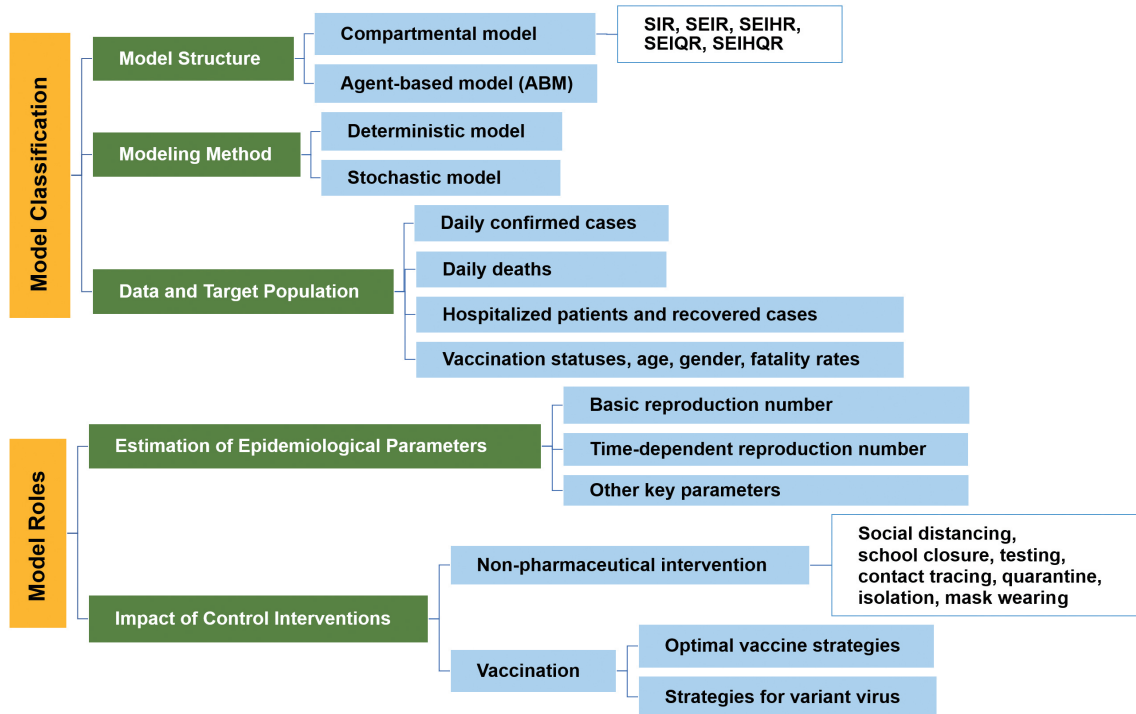 Model Classification
Model Structure
Compartmental model
SIR, SEIR, SEIHR,
SEIQR, SEIHQR
Agent-based model (ABM)
Modeling Method
Deterministic model
Stochastic model
Data and Target Population
Daily confirmed cases
Daily deaths
Hospitalized patients and recovered cases
Vaccination statuses, age, gender, fatality rates
Model Roles
Estimation of Epidemiological Parameters
Basic reproduction number
Time-dependent reproduction number
Other key parameters
Impact of Control Interventions
Non-pharmaceutical intervention
Social distancing,
school closure, testing,
contact tracing, quarantine,
isolation, mask wearing
Vaccination
Optimal vaccine strategies
Strategies for variant virus